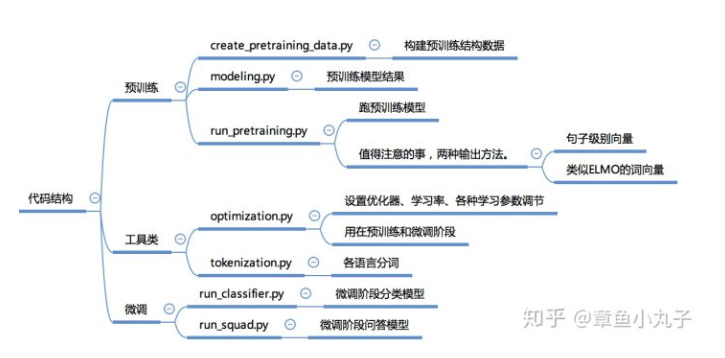 代码结构
预训练
create_pretraining_data.py
构建预训练结构数据
modeling.py
预训练模型结果
run_pretraining.py
跑预训练模型
值得注意的事，两种输出方法。
句子级别向量
类似ELMO的词向量
工具类
optimization.py
设置优化器、学习率、各种学习参数调节
用在预训练和微调阶段
tokenization.py
各语言分词
微调
run_classifier.py
微调阶段分类模型
run_squad.py
微调阶段问答模型
知乎 @章鱼小丸子